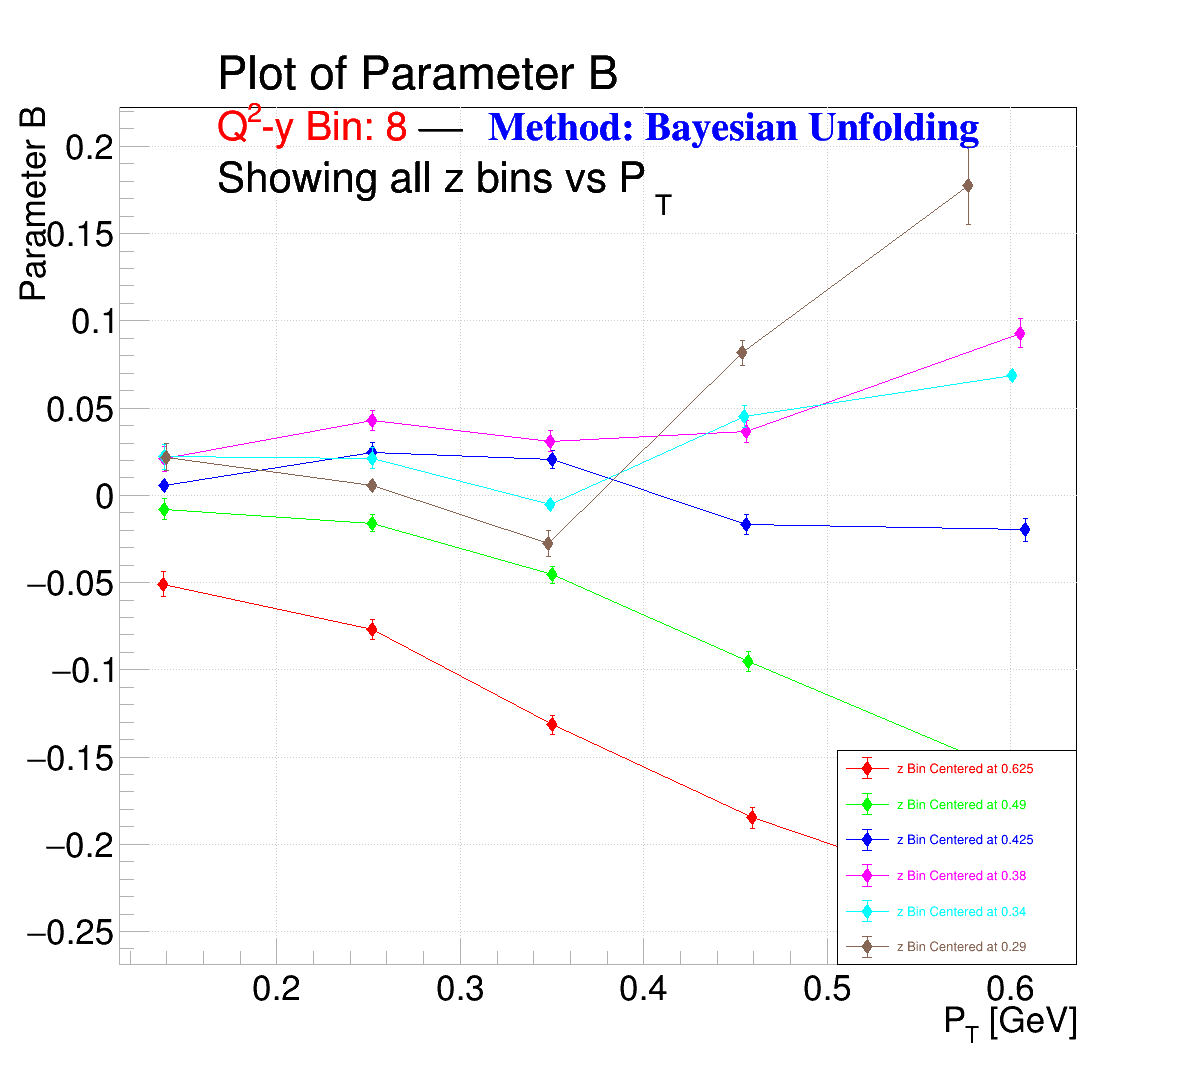 Plot of Parameter B
Q²-y Bin: 8 — Method: Bayesian Unfolding
Showing all z bins vs P_T
Parameter B
0.2
0.15
0.1
0.05
0
−0.05
−0.1
−0.15
−0.2
−0.25
z Bin Centered at 0.625
z Bin Centered at 0.49
z Bin Centered at 0.425
z Bin Centered at 0.38
z Bin Centered at 0.34
z Bin Centered at 0.29
0.2 0.3 0.4 0.5 0.6
P_T [GeV]